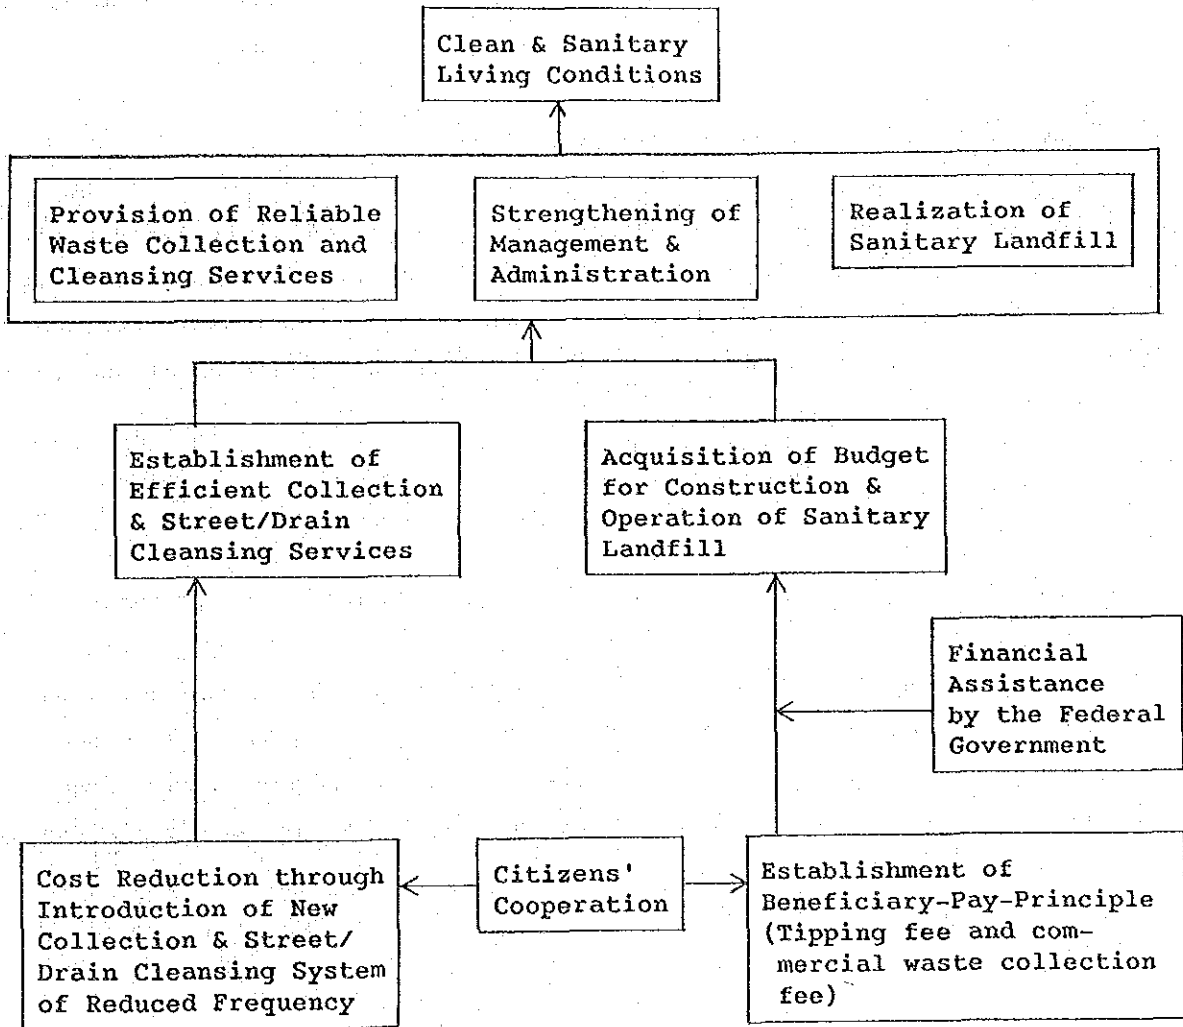 Clean & Sanitary
Living Conditions
Provision of Reliable
Waste Collection and
Cleansing Services
Strengthening of
Management &
Administration
Realization of
Sanitary Landfill
Establishment of
Efficient Collection
& Street/Drain
Cleansing Services
Acquisition of Budget
for Construction &
Operation of Sanitary
Landfill
Financial
Assistance
by the Federal
Government
Cost Reduction through
Introduction of New
Collection & Street/
Drain Cleansing System
of Reduced Frequency
Citizens'
Cooperation
Establishment of
Beneficiary-Pay-Principle
(Tipping fee and com-
mercial waste collection
fee)